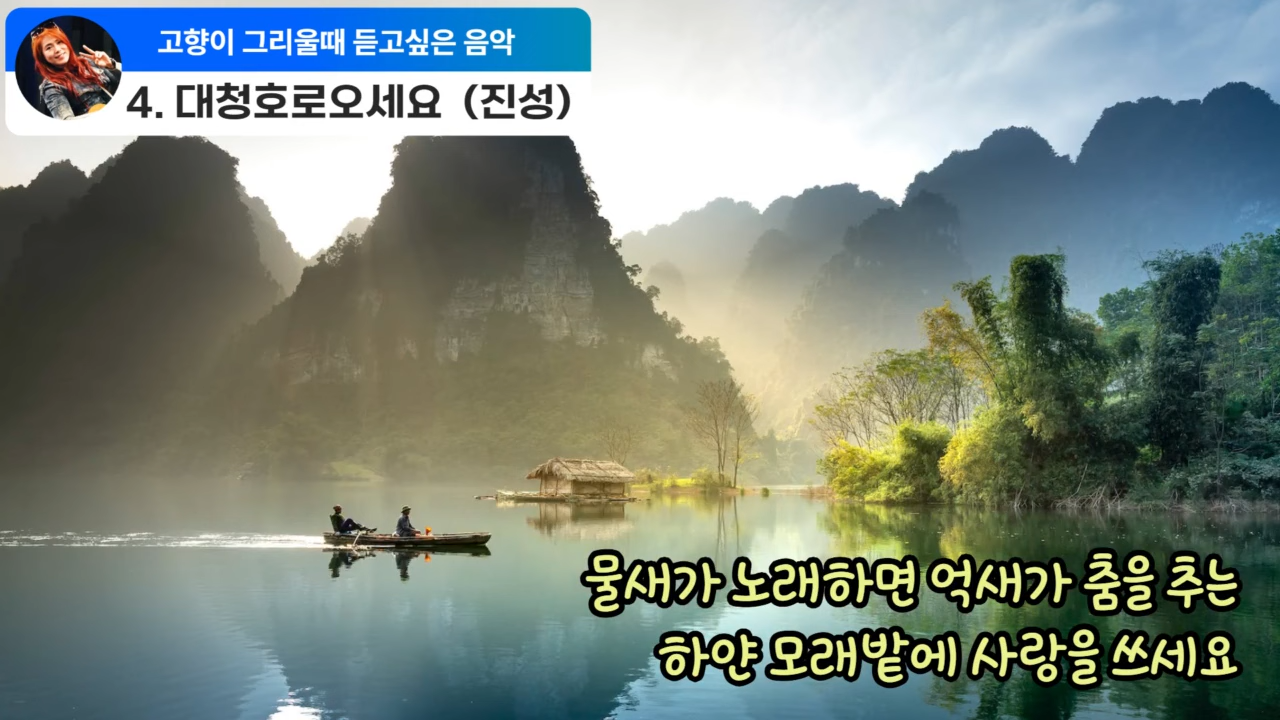 고향이 그리울때 듣고싶은 음악
4. 대청호로오세요 (진성)
물새가 노래하면 억새가 춤을 추는
하얀 모래밭에 사랑을 쓰세요